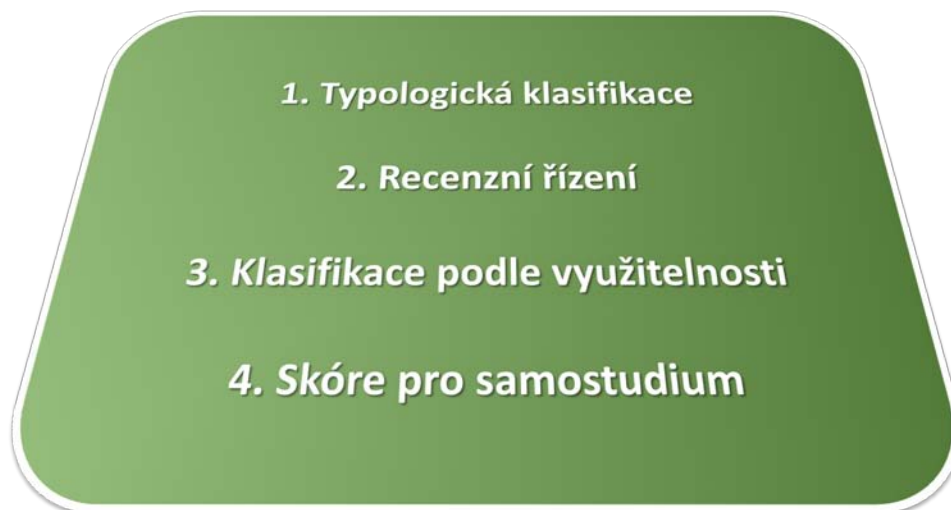 1. Typologická klasifikace
2. Recenzní řízení
3. Klasifikace podle využitelnosti
4. Skóre pro samostudium